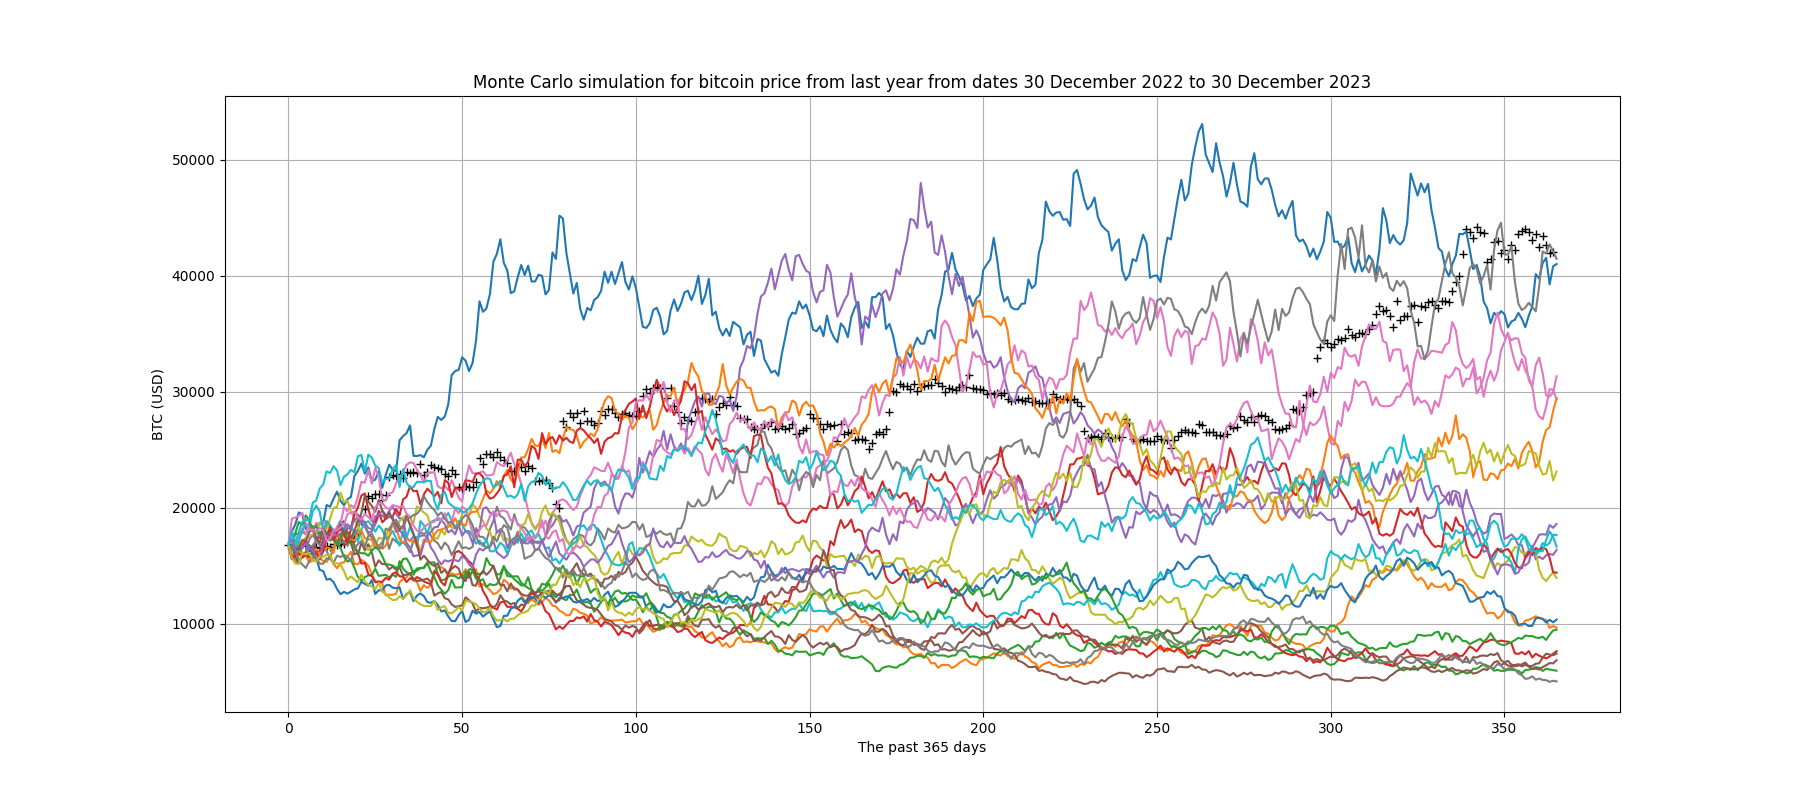 Monte Carlo simulation for bitcoin price from last year from dates 30 December 2022 to 30 December 2023
50000
40000
30000
20000
10000
BTC (USD)
0 50 100 150 200 250 300 350
The past 365 days